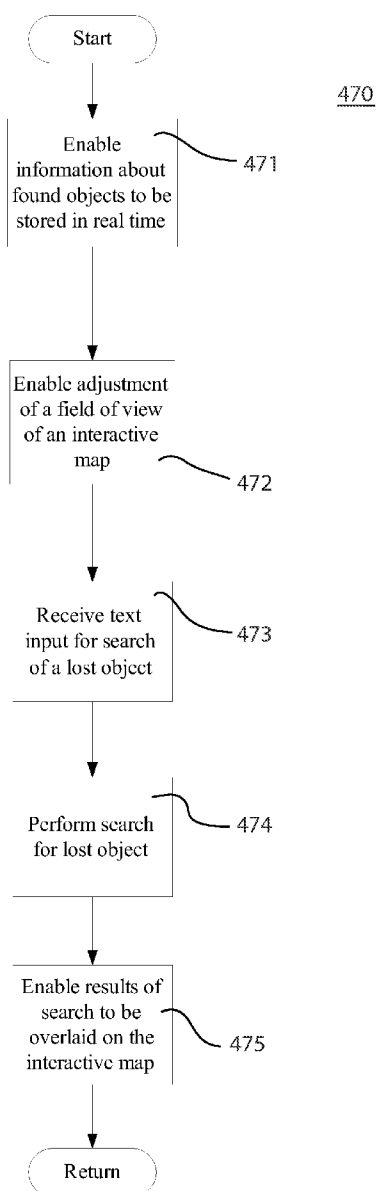 Start
470
Enable
information about
found objects to be
stored in real time
471
Enable adjustment
of a field of view
of an interactive
map
472
Receive text
input for search
of a lost object
473
Perform search
for lost object
474
Enable results of
search to be
overlaid on the
interactive map
475
Return